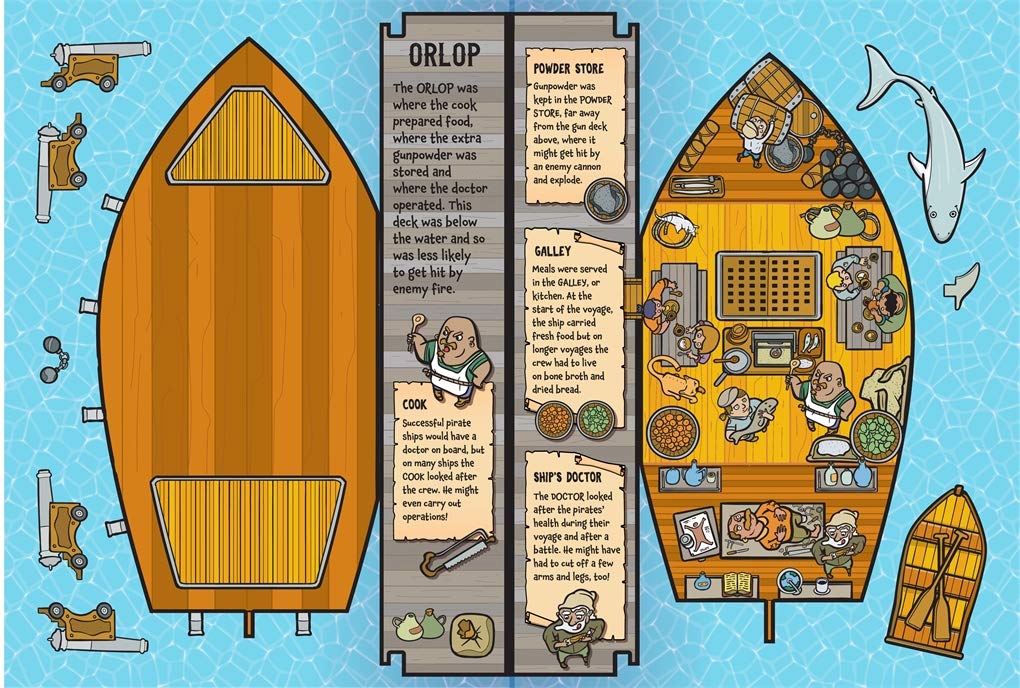 ORLOP
The ORLOP was
where the cook
prepared food,
where the extra
gunpowder was
stored and
where the doctor
operated. This
deck was below
the water and so
was less likely
to get hit by
enemy fire.
COOK
Successful pirate
ships would have a
doctor on board, but
on many ships the
COOK looked after
the crew. He might
even carry out
operations!
POWDER STORE
Gunpowder was
kept in the POWDER
STORE, far away
from the gun deck
above, where it
might get hit by
an enemy cannon
and explode.
GALLEY
Meals were served
in the GALLEY, or
kitchen. At the
start of the voyage,
the ship carried
fresh food but on
longer voyages the
crew had to live
on bone broth and
dried bread.
SHIP'S DOCTOR
The DOCTOR looked
after the pirates'
health during their
voyage and after a
battle. He might have
had to cut off a few
arms and legs, too!